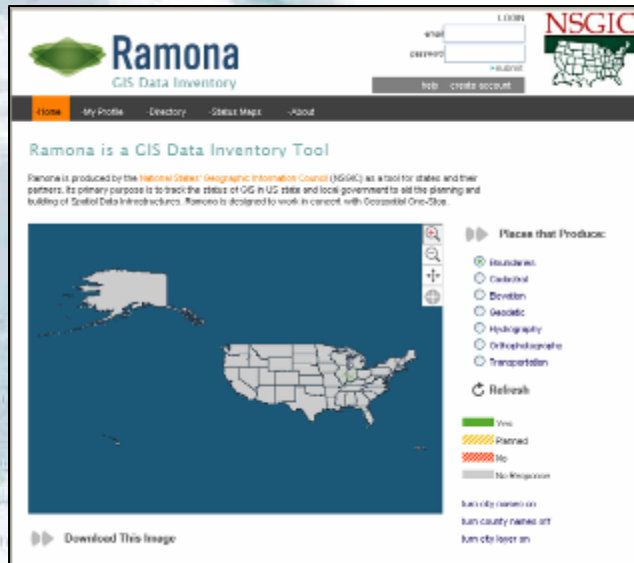 LOGIN
NSGIC
email
password
submit
Ramona
GIS Data Inventory
help create account
Home My Profile Directory Status Maps About
Ramona is a GIS Data Inventory Tool
Ramona is produced by the National States' Geographic Information Council (NSGIC) as a tool for states and their
partners. Its primary purpose is to track the status of GIS in US state and local government to aid the planning and
building of Spatial Data Infrastructures. Ramona is designed to work in concert with Geospatial One-Stop.
Places that Produce:
Boundaries
Cadastral
Elevation
Geodetic
Hydrography
Orthophotography
Transportation
Refresh
Yes
Planned
No
No Response
turn city names on
turn county names off
turn city layer on
Download This Image